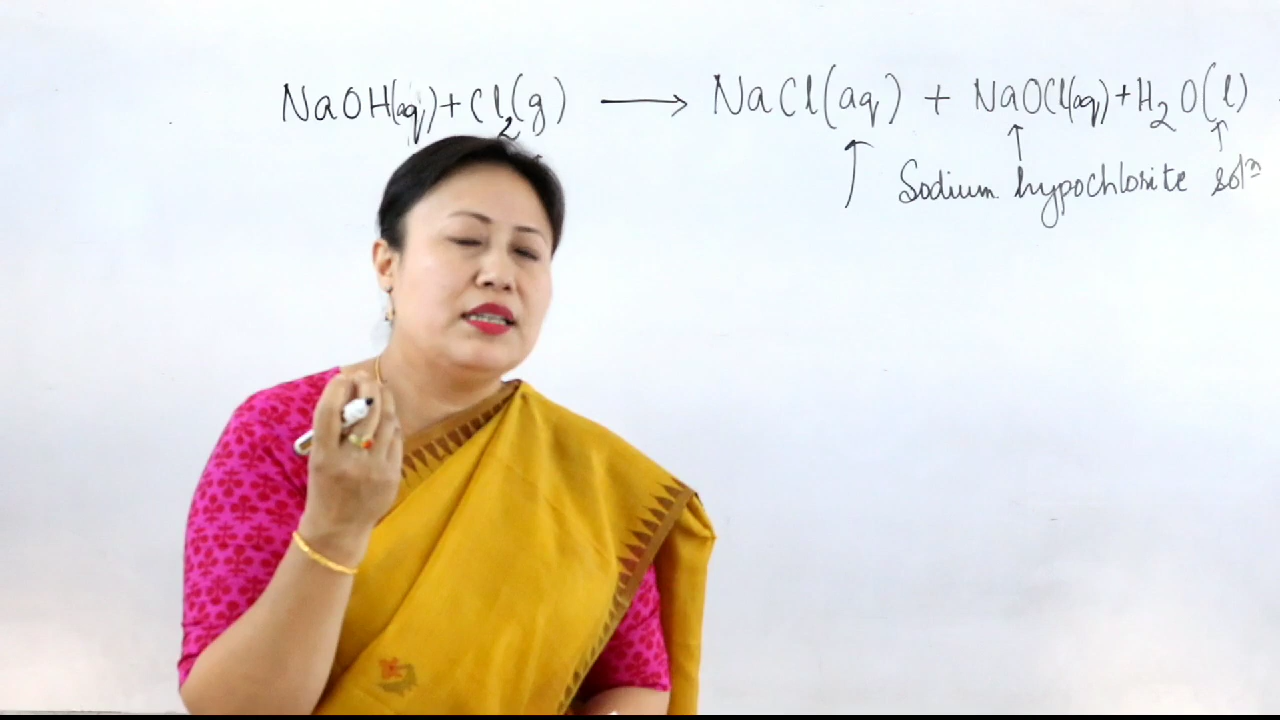 NaOH(aq) + Cl₂(g) ⟶ NaCl(aq) + NaOCl(aq) + H₂O(l)
↑ ↑ ↑
Sodium hypochlorite solⁿ